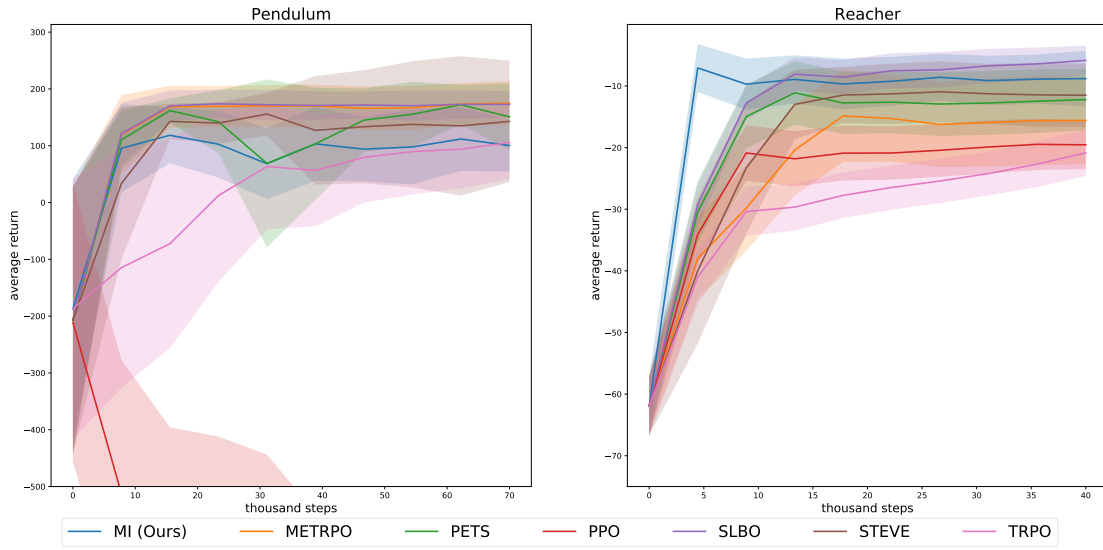 Pendulum
300
200
100
0
−100
−200
−300
−400
−500
average return
0 10 20 30 40 50 60 70
thousand steps
Reacher
−10
−20
−30
−40
−50
−60
−70
average return
0 5 10 15 20 25 30 35 40
thousand steps
MI (Ours) METRPO PETS PPO SLBO STEVE TRPO